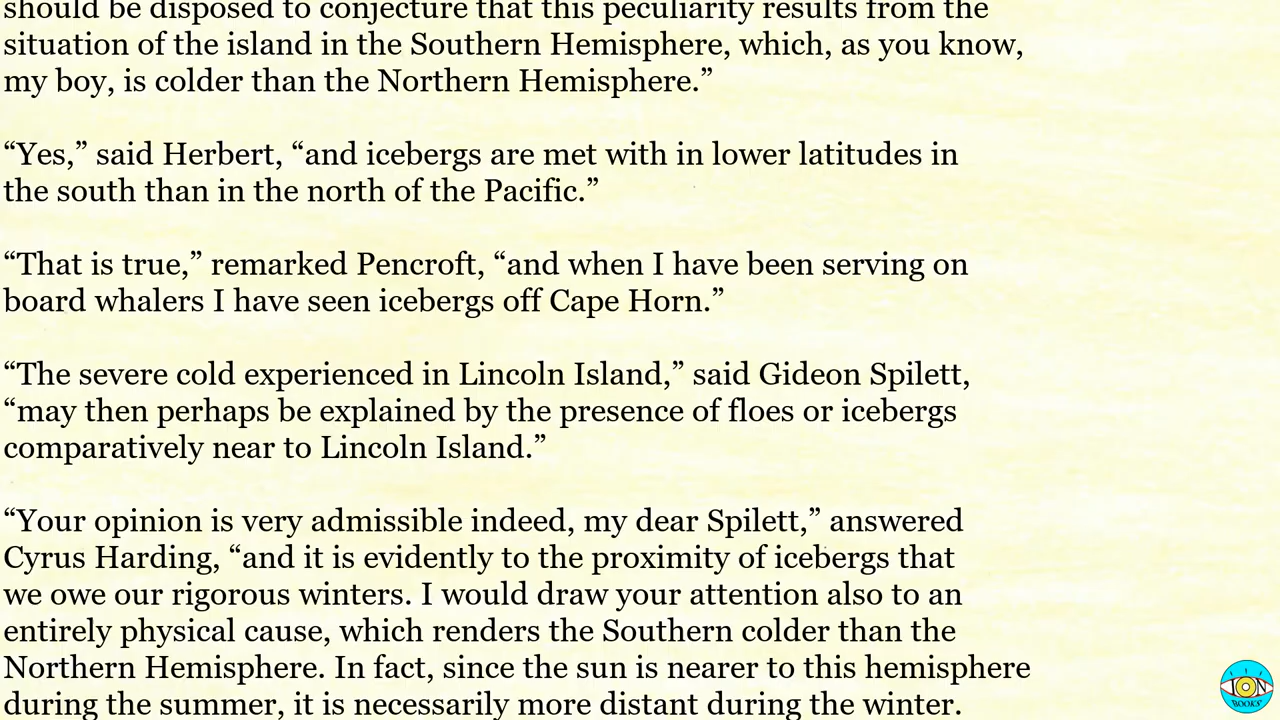 should be disposed to conjecture that this peculiarity results from the
situation of the island in the Southern Hemisphere, which, as you know,
my boy, is colder than the Northern Hemisphere.”
“Yes,” said Herbert, “and icebergs are met with in lower latitudes in
the south than in the north of the Pacific.”
“That is true,” remarked Pencroft, “and when I have been serving on
board whalers I have seen icebergs off Cape Horn.”
“The severe cold experienced in Lincoln Island,” said Gideon Spilett,
“may then perhaps be explained by the presence of floes or icebergs
comparatively near to Lincoln Island.”
“Your opinion is very admissible indeed, my dear Spilett,” answered
Cyrus Harding, “and it is evidently to the proximity of icebergs that
we owe our rigorous winters. I would draw your attention also to an
entirely physical cause, which renders the Southern colder than the
Northern Hemisphere. In fact, since the sun is nearer to this hemisphere
during the summer, it is necessarily more distant during the winter.
ION
BOOKS